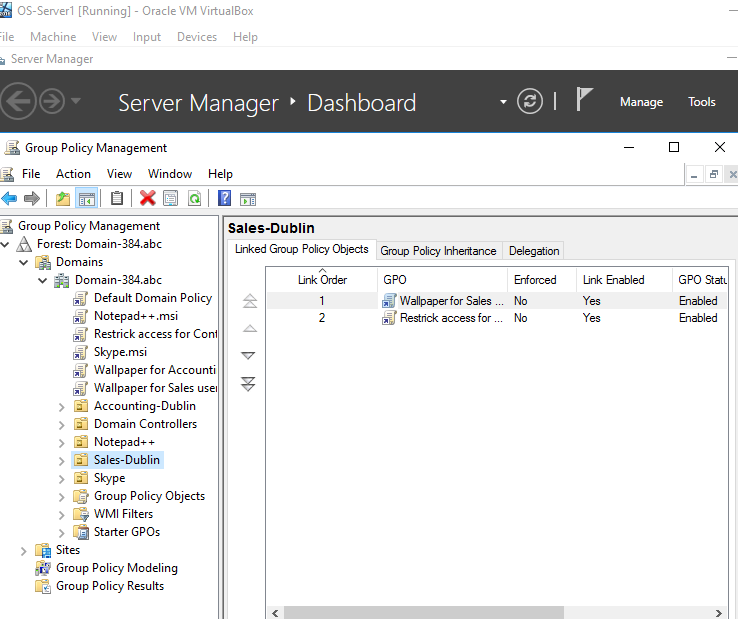 OS-Server1 [Running] - Oracle VM VirtualBox
File Machine View Input Devices Help
Server Manager
Server Manager Dashboard
Manage Tools
Group Policy Management
File Action View Window Help
Group Policy Management
Forest: Domain-384.abc
Domains
Domain-384.abc
Default Domain Policy
Notepad++.msi
Restrick access for Cont
Skype.msi
Wallpaper for Accounti
Wallpaper for Sales user
Accounting-Dublin
Domain Controllers
Notepad++
Sales-Dublin
Skype
Group Policy Objects
WMI Filters
Starter GPOs
Sites
Group Policy Modeling
Group Policy Results
Sales-Dublin
Linked Group Policy Objects Group Policy Inheritance Delegation
Link Order GPO Enforced Link Enabled GPO Statu
1 Wallpaper for Sales ... No Yes Enabled
2 Restrick access for ... No Yes Enabled